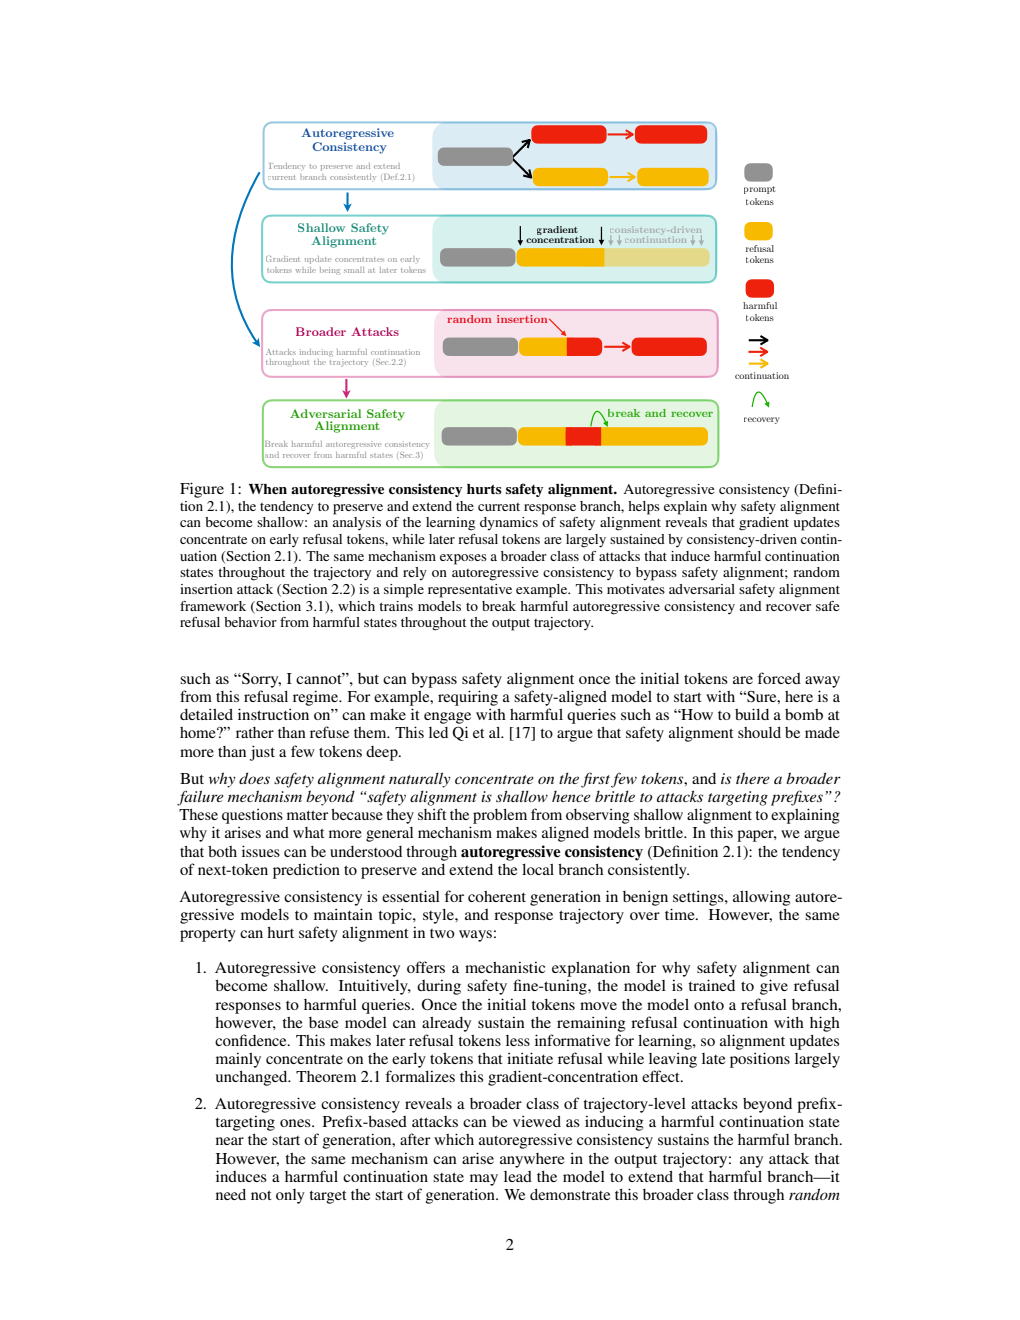 Autoregressive
Consistency
Tendency to preserve and extend
current branch consistently (Def.2.1)
Shallow Safety
Alignment
Gradient update concentrates on early
tokens while being small at later tokens
gradient
concentration
consistency-driven
continuation
Broader Attacks
Attacks inducing harmful continuation
throughout the trajectory (Sec.2.2)
random insertion
Adversarial Safety
Alignment
Break harmful autoregressive consistency
and recover from harmful states (Sec.3)
break and recover
prompt
tokens
refusal
tokens
harmful
tokens
continuation
recovery
Figure 1: When autoregressive consistency hurts safety alignment. Autoregressive consistency (Defini-
tion 2.1), the tendency to preserve and extend the current response branch, helps explain why safety alignment
can become shallow: an analysis of the learning dynamics of safety alignment reveals that gradient updates
concentrate on early refusal tokens, while later refusal tokens are largely sustained by consistency-driven contin-
uation (Section 2.1). The same mechanism exposes a broader class of attacks that induce harmful continuation
states throughout the trajectory and rely on autoregressive consistency to bypass safety alignment; random
insertion attack (Section 2.2) is a simple representative example. This motivates adversarial safety alignment
framework (Section 3.1), which trains models to break harmful autoregressive consistency and recover safe
refusal behavior from harmful states throughout the output trajectory.
such as “Sorry, I cannot”, but can bypass safety alignment once the initial tokens are forced away
from this refusal regime. For example, requiring a safety-aligned model to start with “Sure, here is a
detailed instruction on” can make it engage with harmful queries such as “How to build a bomb at
home?” rather than refuse them. This led Qi et al. [17] to argue that safety alignment should be made
more than just a few tokens deep.
But why does safety alignment naturally concentrate on the first few tokens, and is there a broader
failure mechanism beyond “safety alignment is shallow hence brittle to attacks targeting prefixes”?
These questions matter because they shift the problem from observing shallow alignment to explaining
why it arises and what more general mechanism makes aligned models brittle. In this paper, we argue
that both issues can be understood through autoregressive consistency (Definition 2.1): the tendency
of next-token prediction to preserve and extend the local branch consistently.
Autoregressive consistency is essential for coherent generation in benign settings, allowing autore-
gressive models to maintain topic, style, and response trajectory over time. However, the same
property can hurt safety alignment in two ways:
1. Autoregressive consistency offers a mechanistic explanation for why safety alignment can
become shallow. Intuitively, during safety fine-tuning, the model is trained to give refusal
responses to harmful queries. Once the initial tokens move the model onto a refusal branch,
however, the base model can already sustain the remaining refusal continuation with high
confidence. This makes later refusal tokens less informative for learning, so alignment updates
mainly concentrate on the early tokens that initiate refusal while leaving late positions largely
unchanged. Theorem 2.1 formalizes this gradient-concentration effect.
2. Autoregressive consistency reveals a broader class of trajectory-level attacks beyond prefix-
targeting ones. Prefix-based attacks can be viewed as inducing a harmful continuation state
near the start of generation, after which autoregressive consistency sustains the harmful branch.
However, the same mechanism can arise anywhere in the output trajectory: any attack that
induces a harmful continuation state may lead the model to extend that harmful branch—it
need not only target the start of generation. We demonstrate this broader class through random
2